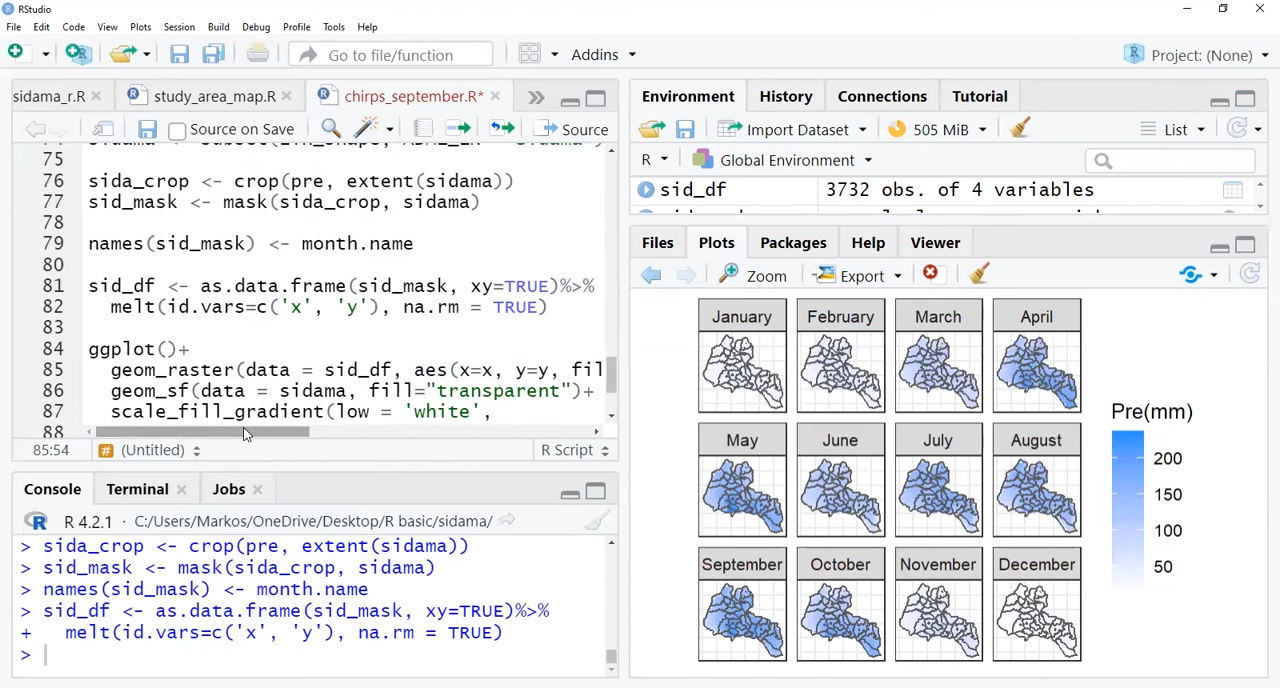 RStudio
File Edit Code View Plots Session Build Debug Profile Tools Help
Go to file/function Addins Project: (None)
sidama_r.R study_area_map.R chirps_september.R*
Source on Save Source
75
76 sida_crop <- crop(pre, extent(sidama))
77 sid_mask <- mask(sida_crop, sidama)
78
79 names(sid_mask) <- month.name
80
81 sid_df <- as.data.frame(sid_mask, xy=TRUE)%>%
82 melt(id.vars=c('x', 'y'), na.rm = TRUE)
83
84 ggplot()+
85 geom_raster(data = sid_df, aes(x=x, y=y, fil
86 geom_sf(data = sidama, fill="transparent")+
87 scale_fill_gradient(low = 'white',
88
85:54 # (Untitled) R Script
Console Terminal Jobs
R 4.2.1 · C:/Users/Markos/OneDrive/Desktop/R basic/sidama/
> sida_crop <- crop(pre, extent(sidama))
> sid_mask <- mask(sida_crop, sidama)
> names(sid_mask) <- month.name
> sid_df <- as.data.frame(sid_mask, xy=TRUE)%>%
+ melt(id.vars=c('x', 'y'), na.rm = TRUE)
>
Environment History Connections Tutorial
Import Dataset 505 MiB List
R Global Environment
sid_df 3732 obs. of 4 variables
Files Plots Packages Help Viewer
Zoom Export
January February March April
May June July August
September October November December
Pre(mm)
200
150
100
50